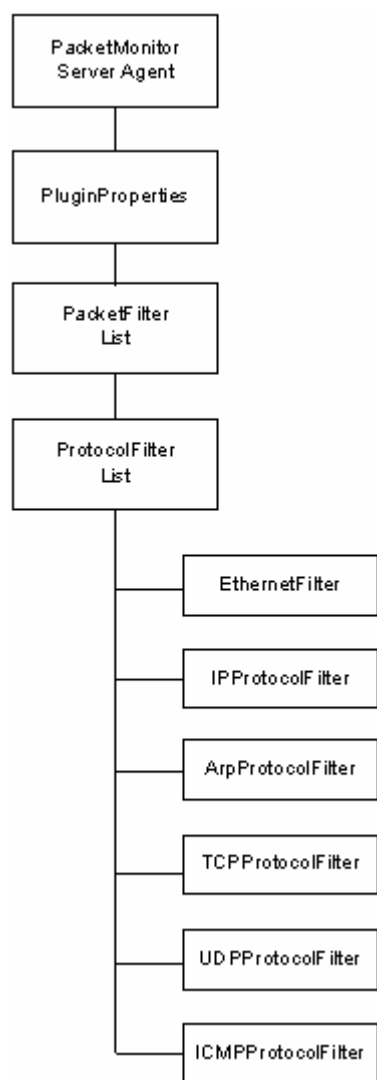 PacketMonitor
Server Agent
PluginProperties
PacketFilter
List
ProtocolFilter
List
EthernetFilter
IPProtocolFilter
ArpProtocolFilter
TCPProtocolFilter
UDPProtocolFilter
ICMPProtocolFilter